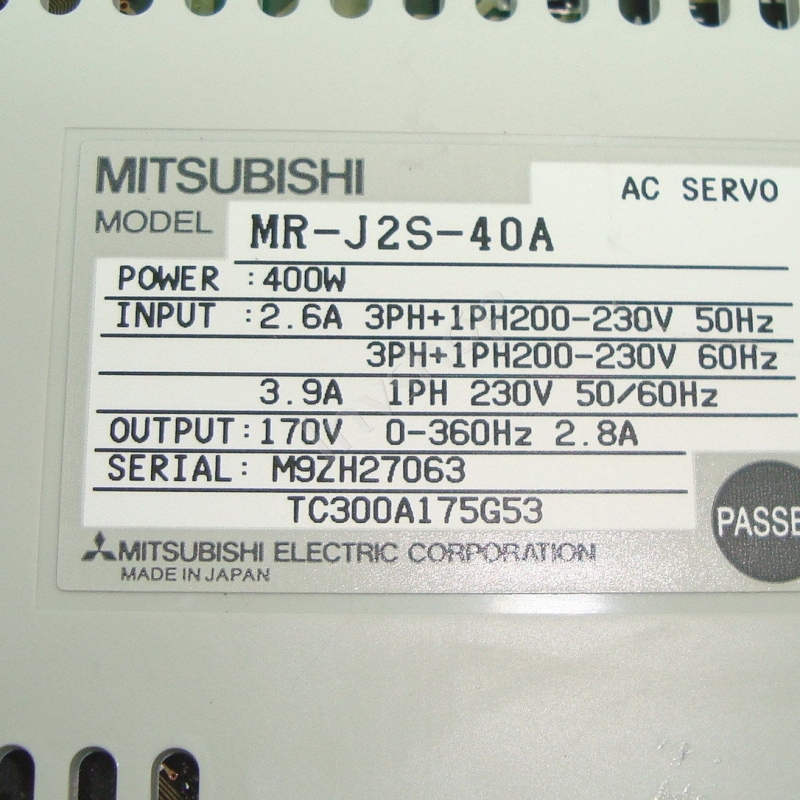 MITSUBISHI
AC SERVO
MODEL MR-J2S-40A
POWER :400W
INPUT :2.6A 3PH+1PH200-230V 50Hz
3PH+1PH200-230V 60Hz
3.9A 1PH 230V 50/60Hz
OUTPUT:170V 0-360Hz 2.8A
SERIAL: M9ZH27063
TC300A175G53
PASSE
MITSUBISHI ELECTRIC CORPORATION
MADE IN JAPAN